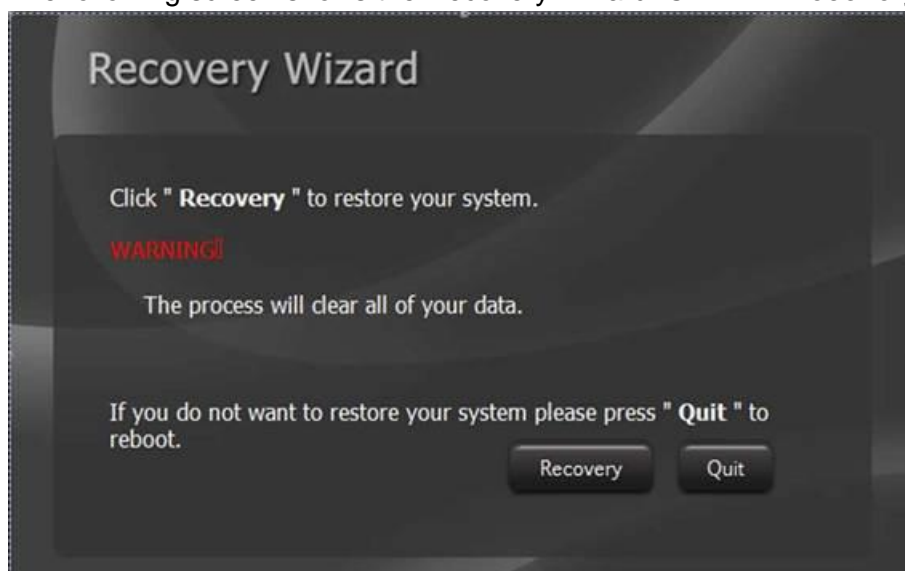 Recovery Wizard
Click " Recovery " to restore your system.
WARNING
The process will clear all of your data.
If you do not want to restore your system please press " Quit " to
reboot.
Recovery
Quit